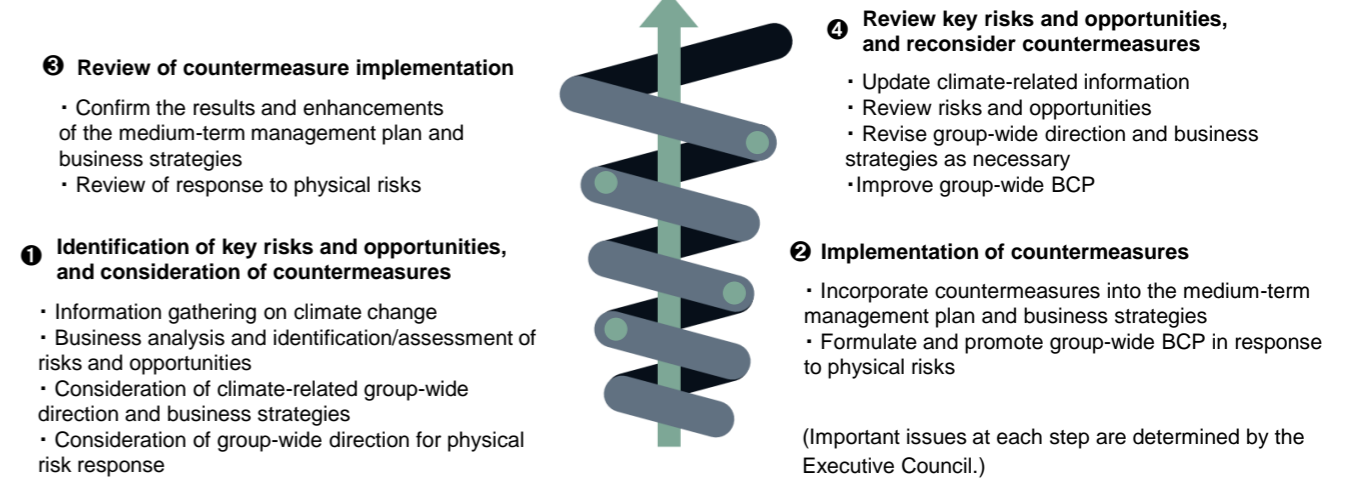 ❸ Review of countermeasure implementation
・Confirm the results and enhancements
of the medium-term management plan and
business strategies
・Review of response to physical risks
❶ Identification of key risks and opportunities,
and consideration of countermeasures
・Information gathering on climate change
・Business analysis and identification/assessment of
risks and opportunities
・Consideration of climate-related group-wide
direction and business strategies
・Consideration of group-wide direction for physical
risk response
❹ Review key risks and opportunities,
and reconsider countermeasures
・Update climate-related information
・Review risks and opportunities
・Revise group-wide direction and business
strategies as necessary
・Improve group-wide BCP
❷ Implementation of countermeasures
・Incorporate countermeasures into the medium-term
management plan and business strategies
・Formulate and promote group-wide BCP in response
to physical risks
(Important issues at each step are determined by the
Executive Council.)